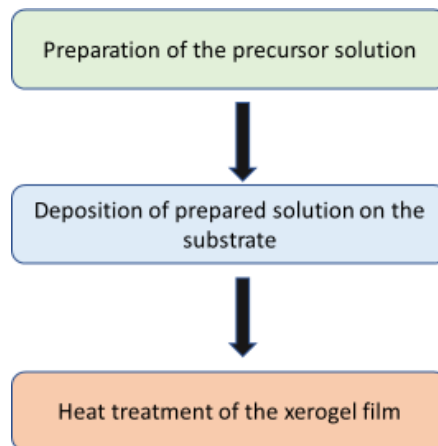 Preparation of the precursor solution
Deposition of prepared solution on the
substrate
Heat treatment of the xerogel film